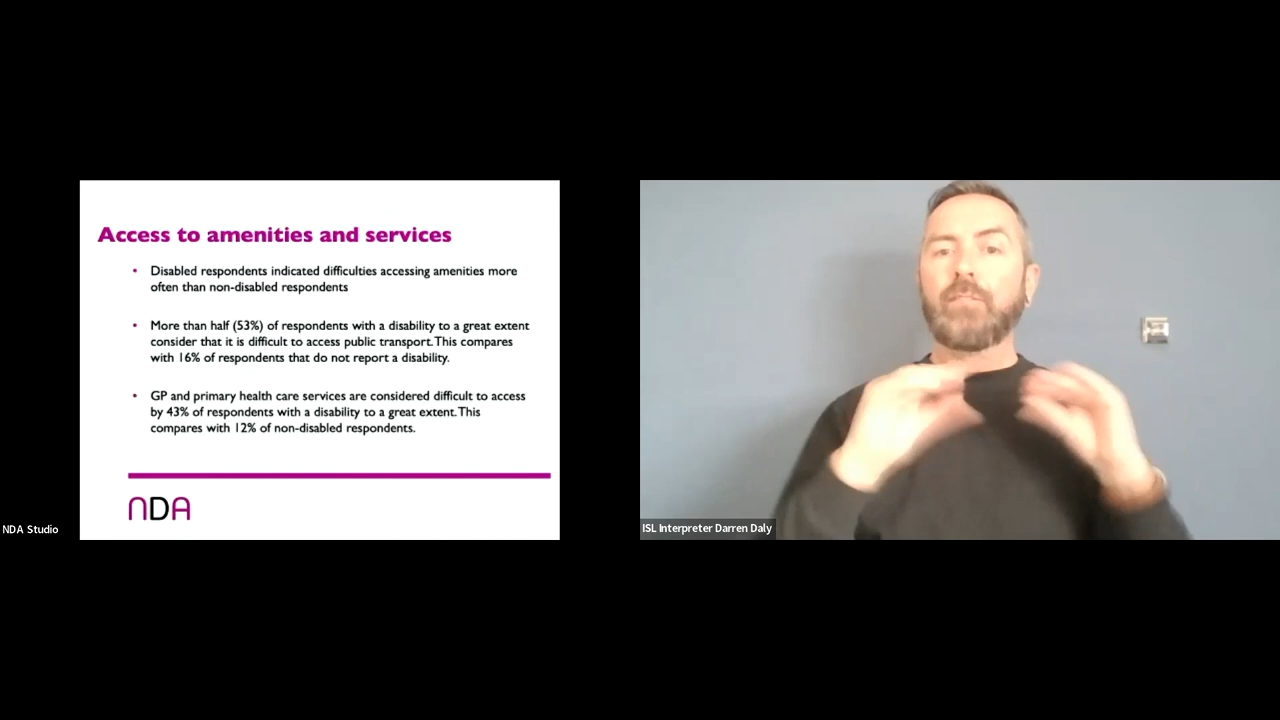 Access to amenities and services
• Disabled respondents indicated difficulties accessing amenities more
often than non-disabled respondents
• More than half (53%) of respondents with a disability to a great extent
consider that it is difficult to access public transport. This compares
with 16% of respondents that do not report a disability.
• GP and primary health care services are considered difficult to access
by 43% of respondents with a disability to a great extent. This
compares with 12% of non-disabled respondents.
NDA
NDA Studio
ISL Interpreter Darren Daly